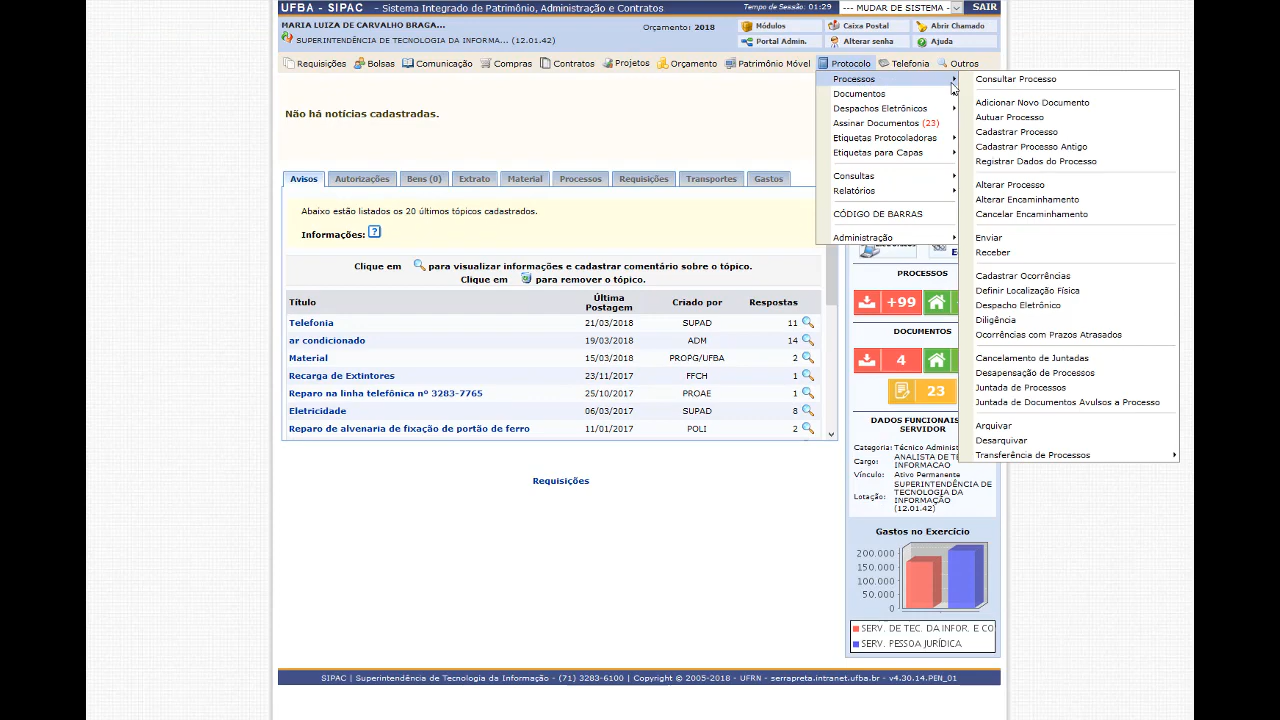 UFBA - SIPAC - Sistema Integrado de Patrimônio, Administração e Contratos
Tempo de Sessão: 01:29
--- MUDAR DE SISTEMA ---
SAIR
MARIA LUIZA DE CARVALHO BRAGA...
SUPERINTENDÊNCIA DE TECNOLOGIA DA INFORMA... (12.01.42)
Orçamento: 2018
Módulos
Caixa Postal
Abrir Chamado
Portal Admin.
Alterar senha
Ajuda
Requisições Bolsas Comunicação Compras Contratos Projetos Orçamento Patrimônio Móvel Protocolo Telefonia Outros
Processos
Documentos
Despachos Eletrônicos
Assinar Documentos (23)
Etiquetas Protocoladoras
Etiquetas para Capas
Consultas
Relatórios
CÓDIGO DE BARRAS
Administração
Consultar Processo
Adicionar Novo Documento
Autuar Processo
Cadastrar Processo
Cadastrar Processo Antigo
Registrar Dados do Processo
Alterar Processo
Alterar Encaminhamento
Cancelar Encaminhamento
Enviar
Receber
Cadastrar Ocorrências
Definir Localização Física
Despacho Eletrônico
Diligência
Ocorrências com Prazos Atrasados
Cancelamento de Juntadas
Desapensação de Processos
Juntada de Processos
Juntada de Documentos Avulsos a Processo
Arquivar
Desarquivar
Transferência de Processos
Não há notícias cadastradas.
Avisos Autorizações Bens (0) Extrato Material Processos Requisições Transportes Gastos
Abaixo estão listados os 20 últimos tópicos cadastrados.
Informações: ?
Clique em para visualizar informações e cadastrar comentário sobre o tópico.
Clique em para remover o tópico.
Título Última Postagem Criado por Respostas
Telefonia 21/03/2018 SUPAD 11
ar condicionado 19/03/2018 ADM 14
Material 15/03/2018 PROPG/UFBA 2
Recarga de Extintores 23/11/2017 FFCH 1
Reparo na linha telefônica nº 3283-7765 25/10/2017 PROAE 1
Eletricidade 06/03/2017 SUPAD 8
Reparo de alvenaria de fixação de portão de ferro 11/01/2017 POLI 2
Requisições
PROCESSOS
+99
DOCUMENTOS
4
23
DADOS FUNCIONAIS
SERVIDOR
Categoria: Técnico Adminis
Cargo: ANALISTA DE TE
INFORMACAO
Vínculo: Ativo Permanente
Lotação: SUPERINTENDÊNCIA DE
TECNOLOGIA DA
INFORMAÇÃO
(12.01.42)
Gastos no Exercício
200.000
150.000
100.000
50.000
0
SERV. DE TEC. DA INFOR. E CO
SERV. PESSOA JURÍDICA
SIPAC | Superintendência de Tecnologia da Informação - (71) 3283-6100 | Copyright © 2005-2018 - UFRN - serrapreta.intranet.ufba.br - v4.30.14.PEN_01